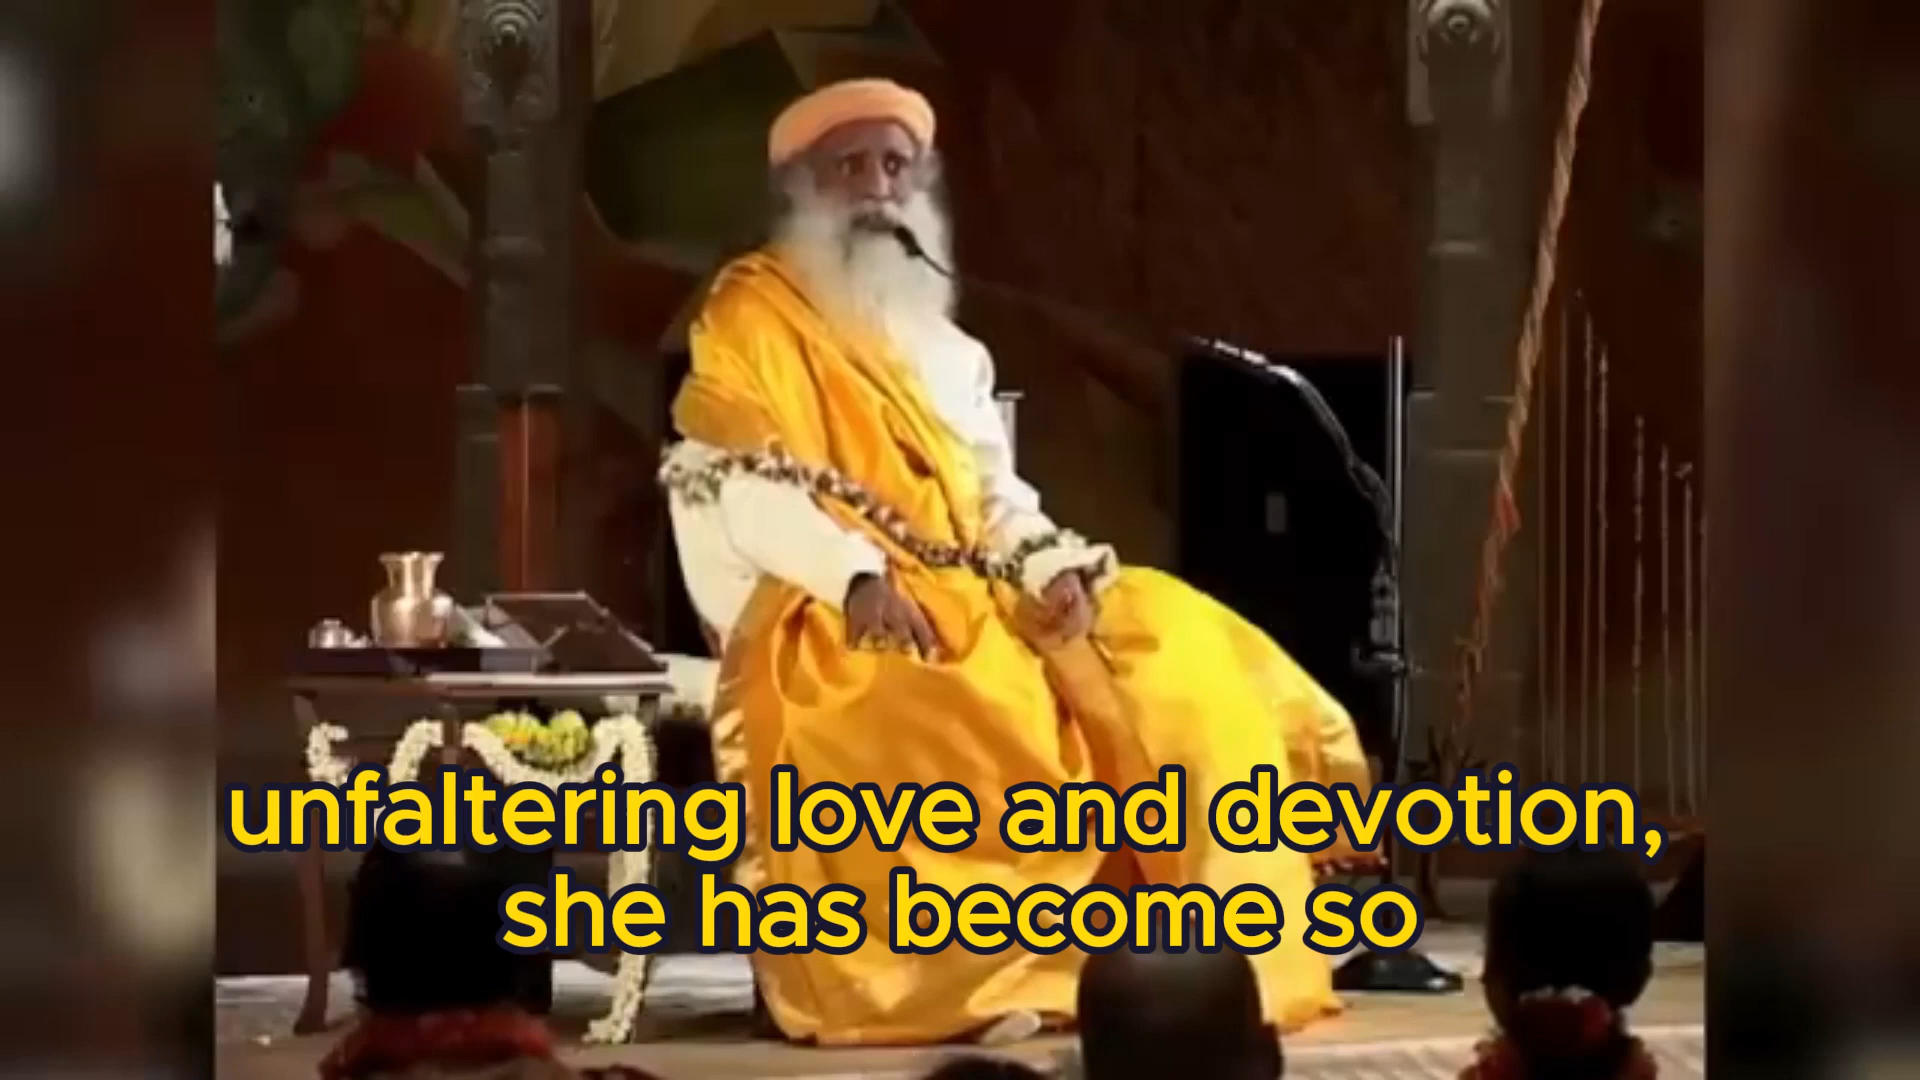 unfaltering love and devotion,
she has become so